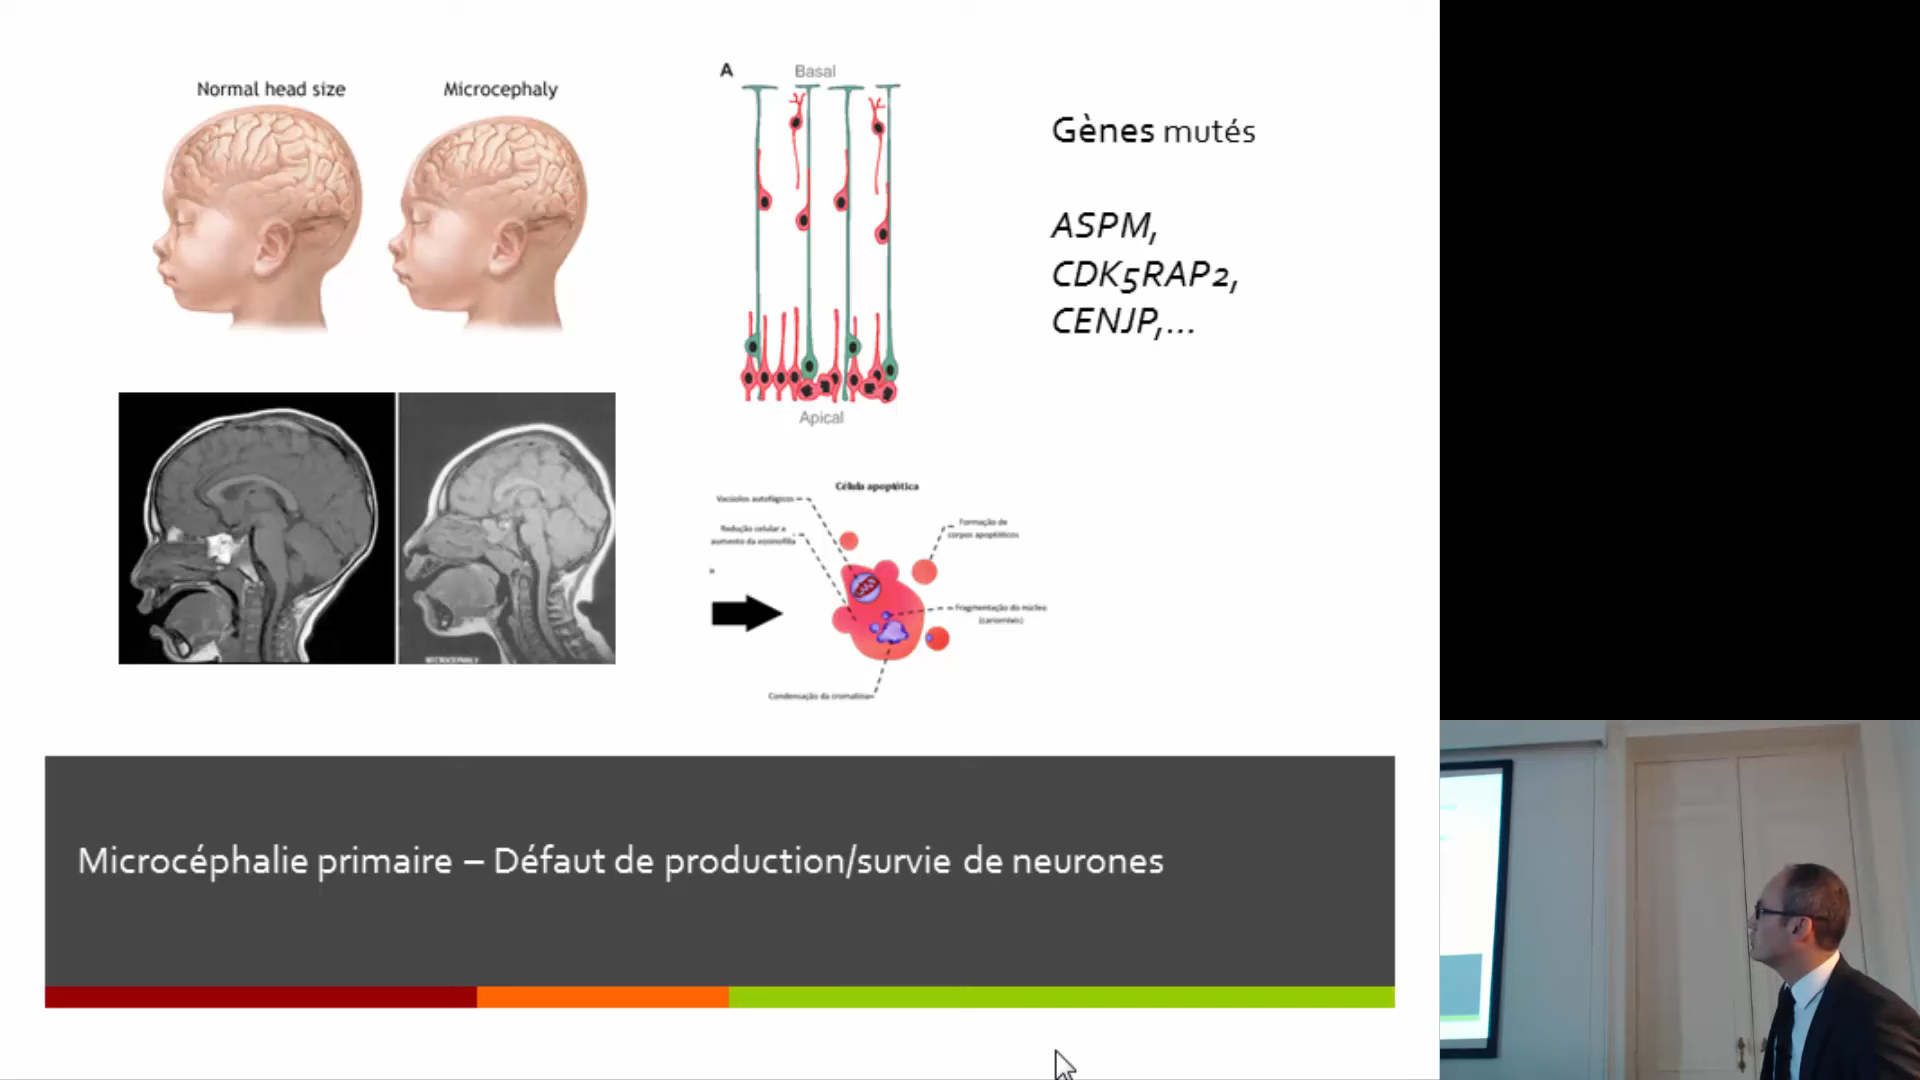 Normal head size
Microcephaly
A
Basal
Apical
Gènes mutés
ASPM,
CDK5RAP2,
CENJP,...
Célula apoptótica
Vacúolos autofágicos
Redução celular e
aumento da eosinofilia
Formação de
corpos apoptóticos
Fragmentação do núcleo
(cariorréxis)
Condensação da cromatina
MICROCEPHALY
Microcéphalie primaire – Défaut de production/survie de neurones